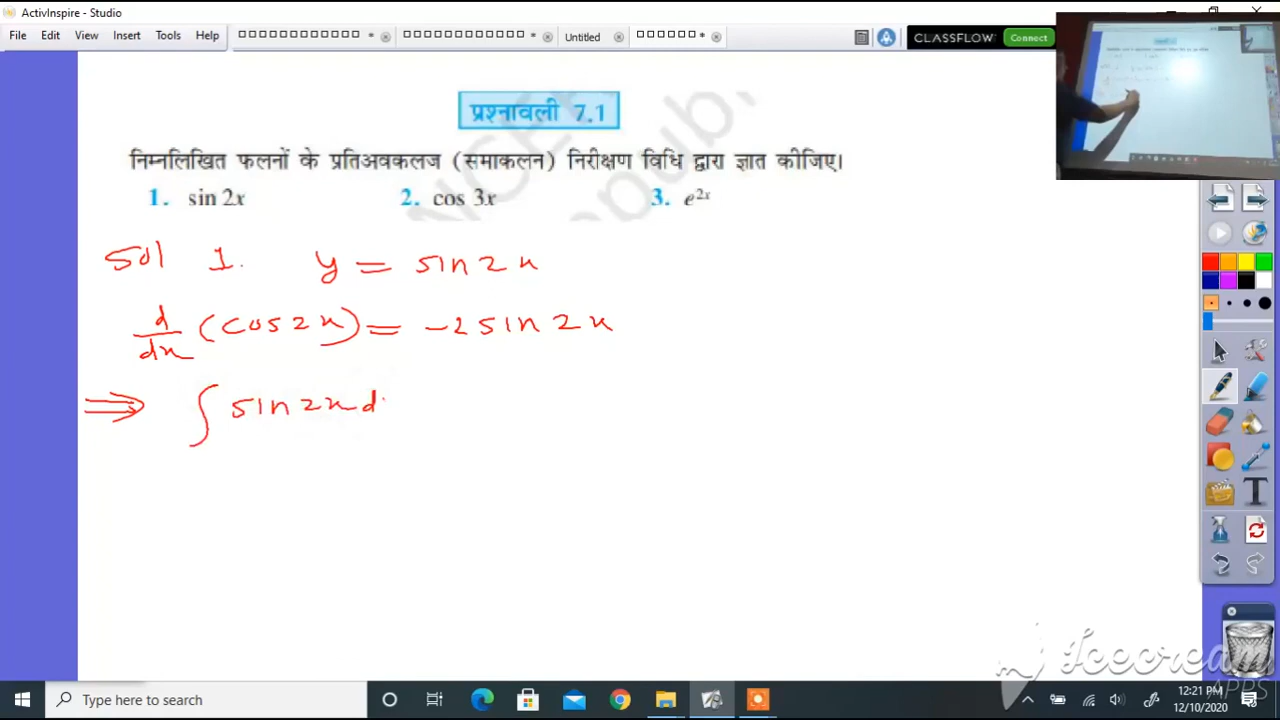 ActivInspire - Studio
File Edit View Insert Tools Help
Untitled
CLASSFLOW Connect
प्रश्नावली 7.1
निम्नलिखित फलनों के प्रतिअवकलज (समाकलन) निरीक्षण विधि द्वारा ज्ञात कीजिए।
1. sin 2x 2. cos 3x 3. e^{2x}
Sol 1. y = sin 2x
d/dx (cos 2x) = -2 sin 2x
⇒ ∫ sin 2x d
Icecream
APPS
Type here to search
12:21 PM
12/10/2020